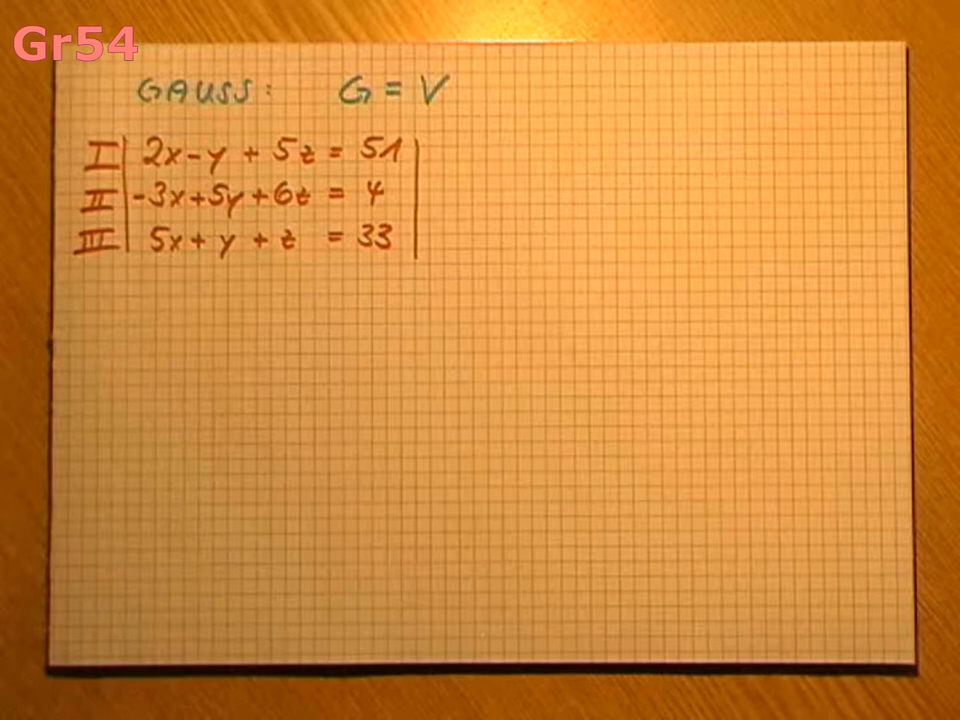 Gr54
GAUSS: G = V
I | 2x - y + 5z = 51 |
II | -3x + 5y + 6z = 4 |
III | 5x + y + z = 33 |